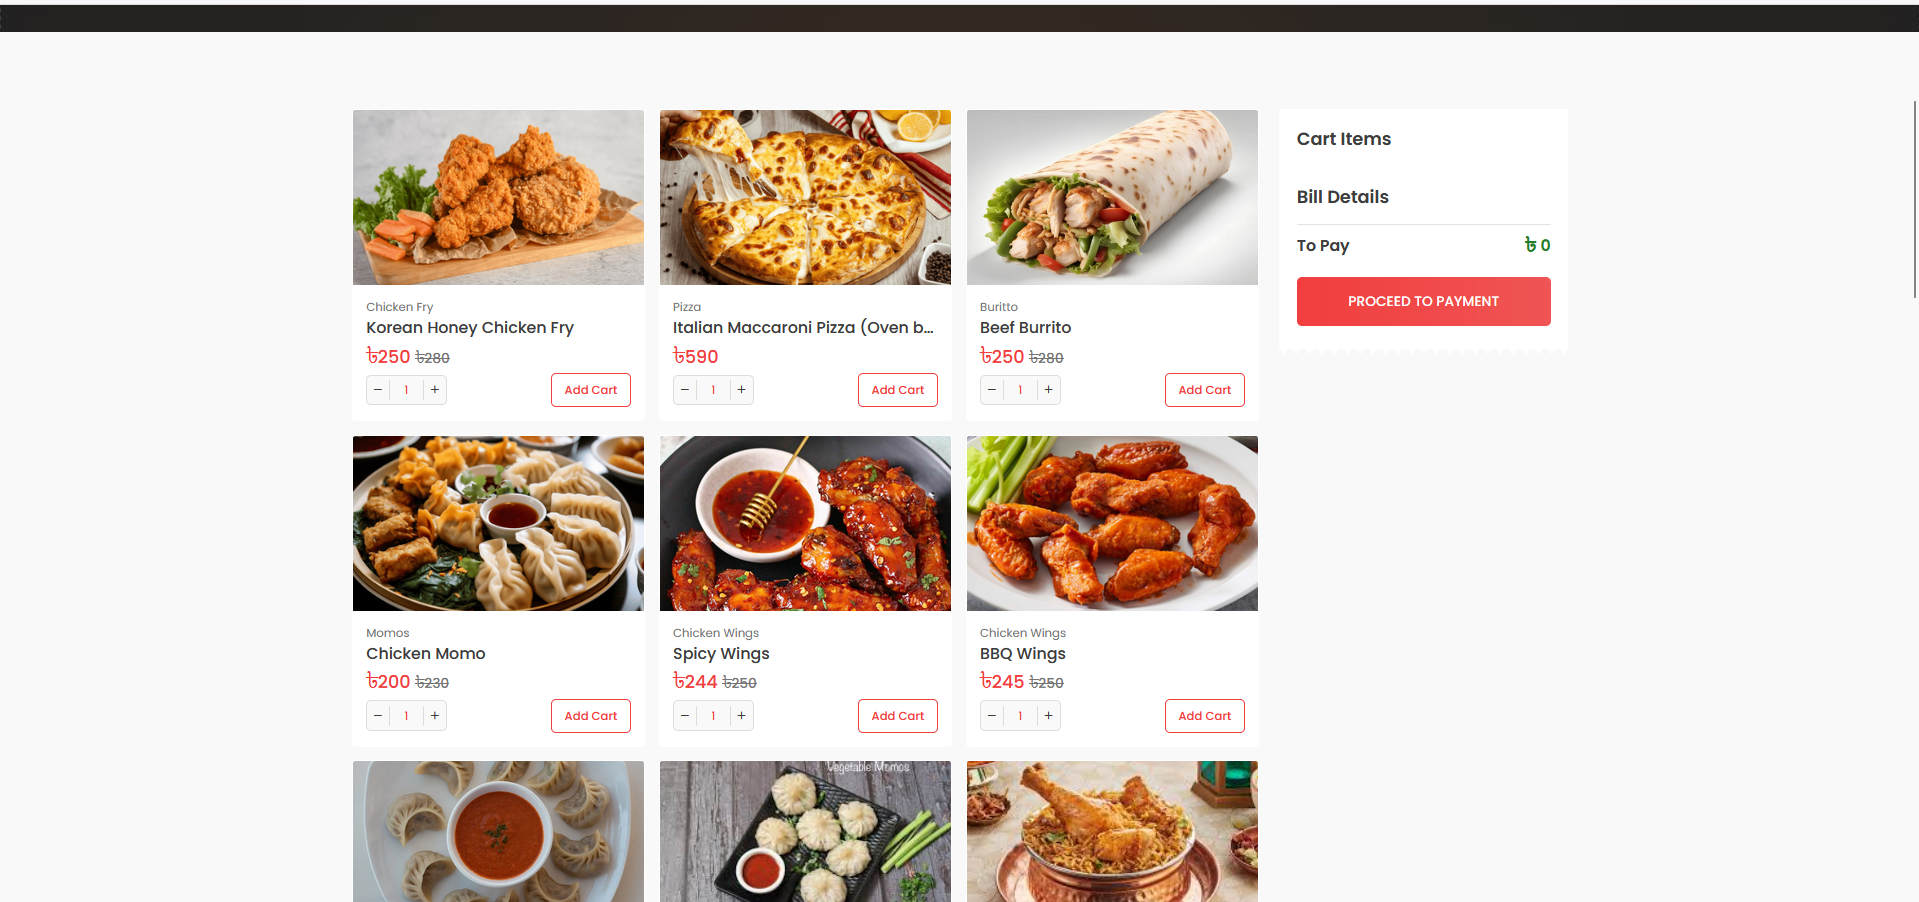 Chicken Fry
Korean Honey Chicken Fry
৳250 ৳280
− 1 +
Add Cart
Pizza
Italian Maccaroni Pizza (Oven b...
৳590
− 1 +
Add Cart
Buritto
Beef Burrito
৳250 ৳280
− 1 +
Add Cart
Cart Items
Bill Details
To Pay
৳ 0
PROCEED TO PAYMENT
Momos
Chicken Momo
৳200 ৳230
− 1 +
Add Cart
Chicken Wings
Spicy Wings
৳244 ৳250
− 1 +
Add Cart
Chicken Wings
BBQ Wings
৳245 ৳250
− 1 +
Add Cart
Vegetable Momos